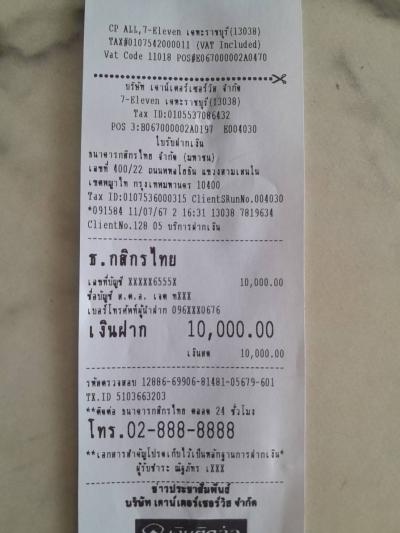 CP ALL,7-Eleven เจฅะราชบุรี(13038)
TAX#0107542000011 (VAT Included)
Vat Code 11018 POS#E067000002A0470
บริษัท เคาน์เตอร์เซอร์วิส จำกัด
7-Eleven เจฅะราชบุรี(13038)
Tax ID:0105537086432
POS 3:B067000002A0197 E004030
ใบรับฝากเงิน
ธนาคารกสิกรไทย จำกัด (มหาชน)
เลขที่ 400/22 ถนนพหลโยธิน แขวงสามเสนใน
เขตพญาไท กรุงเทพมหานคร 10400
Tax ID:0107536000315 ClientSRunNo.004030
*091584 11/07/67 2 16:31 13038 7819634
ClientNo.128 05 บริการฝากเงิน
ธ.กสิกรไทย
เลขที่บัญชี XXXXX6555X 10,000.00
ชื่อบัญชี ส.ต.อ. เจต หXXX
เบอร์โทรศัพท์ผู้นำฝาก 096XXX0676
เงินฝาก 10,000.00
เงินสด 10,000.00
รหัสตรวจสอบ 12886-69906-81481-05679-601
TX.ID 5103663203
**ติดต่อ ธนาคารกสิกรไทย ตลอด 24 ชั่วโมง
โทร.02-888-8888
**เอกสารสำคัญโปรดเก็บไว้เป็นหลักฐานการฝากเงิน*
ผู้รับชำระ ณัฐภัทร เXXX
ข่าวประชาสัมพันธ์
บริษัท เคาน์เตอร์เซอร์วิส จำกัด